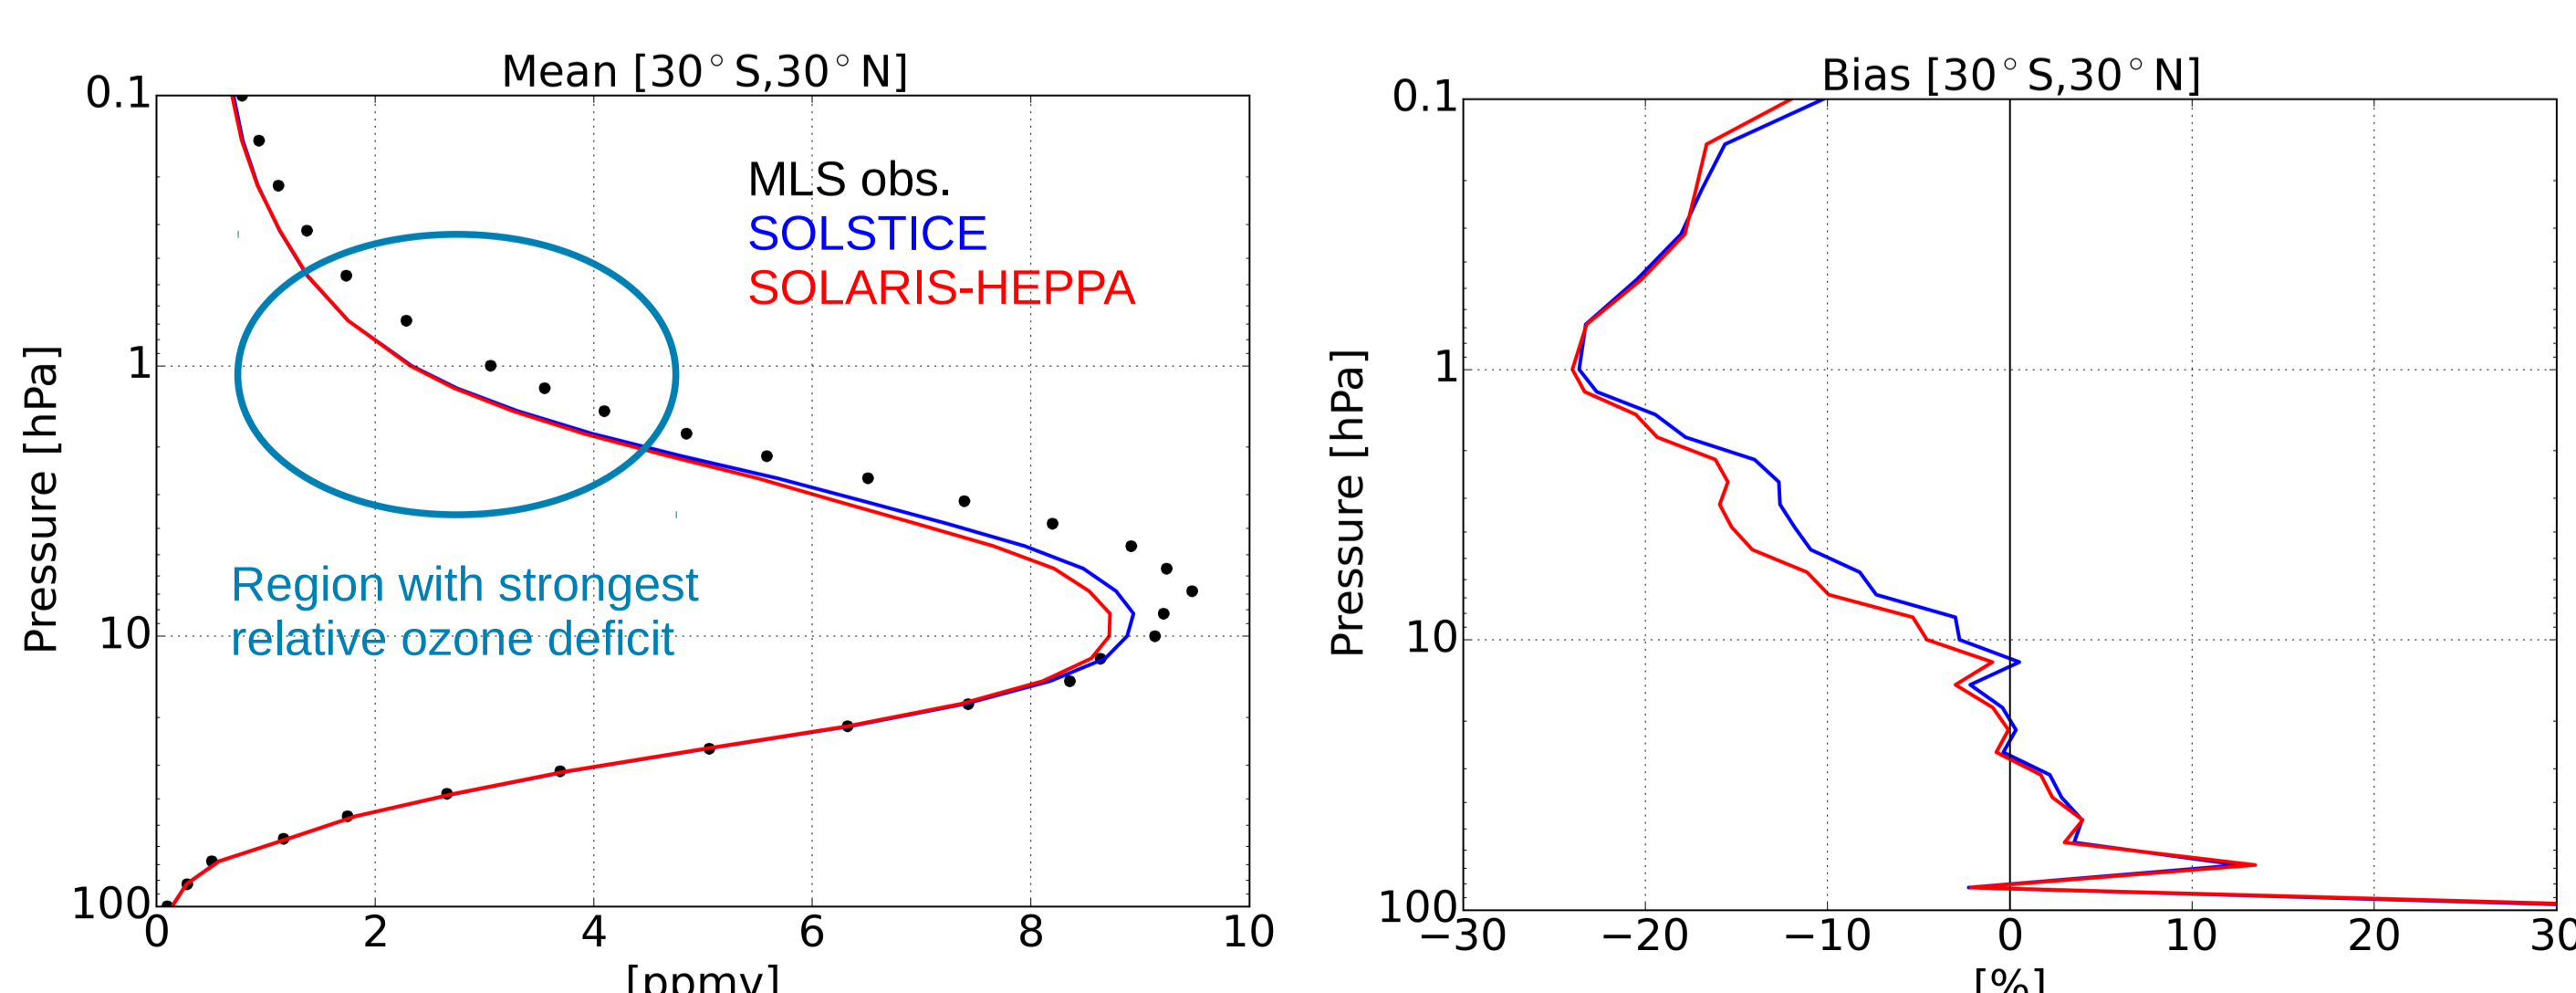 Mean [30°S,30°N]
0.1
1
10
100
Pressure [hPa]
MLS obs.
SOLSTICE
SOLARIS-HEPPA
Region with strongest
relative ozone deficit
0 2 4 6 8 10
[ppmv]
Bias [30°S,30°N]
0.1
1
10
100
Pressure [hPa]
−30 −20 −10 0 10 20 30
[%]